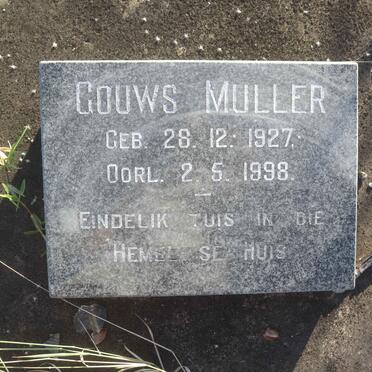 GOUWS MULLER
GEB. 28. 12. 1927.
OORL. 2. 5. 1998.
—
EINDELIK TUIS IN DIE
HEMEL SE HUIS